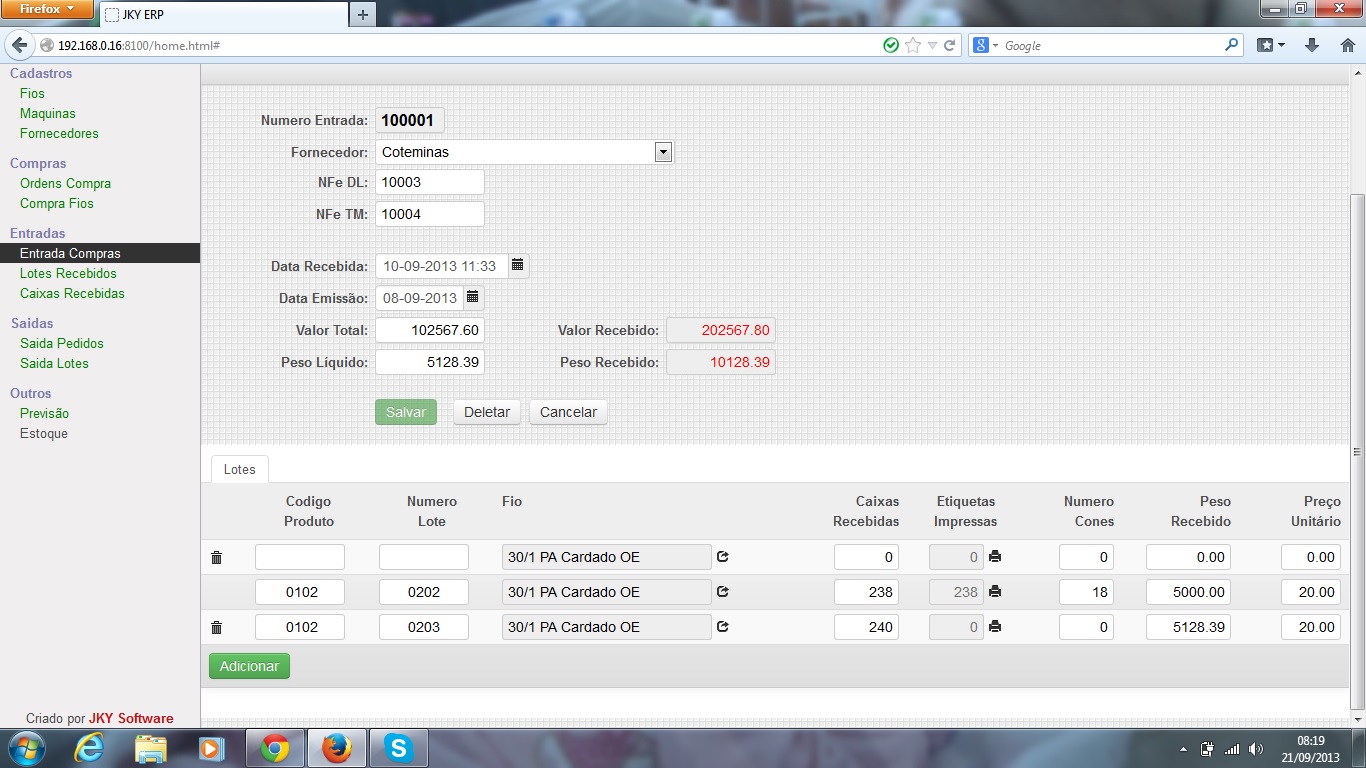 Firefox
JKY ERP
192.168.0.16:8100/home.html#
Google
Cadastros
Fios
Maquinas
Fornecedores
Compras
Ordens Compra
Compra Fios
Entradas
Entrada Compras
Lotes Recebidos
Caixas Recebidas
Saidas
Saida Pedidos
Saida Lotes
Outros
Previsão
Estoque
Criado por JKY Software
Numero Entrada: 100001
Fornecedor: Coteminas
NFe DL: 10003
NFe TM: 10004
Data Recebida: 10-09-2013 11:33
Data Emissão: 08-09-2013
Valor Total: 102567.60 Valor Recebido: 202567.80
Peso Líquido: 5128.39 Peso Recebido: 10128.39
Salvar Deletar Cancelar
Lotes
Codigo Numero Fio Caixas Etiquetas Numero Peso Preço
Produto Lote Recebidas Impressas Cones Recebido Unitário
30/1 PA Cardado OE 0 0 0 0.00 0.00
0102 0202 30/1 PA Cardado OE 238 238 18 5000.00 20.00
0102 0203 30/1 PA Cardado OE 240 0 0 5128.39 20.00
Adicionar
08:19
21/09/2013